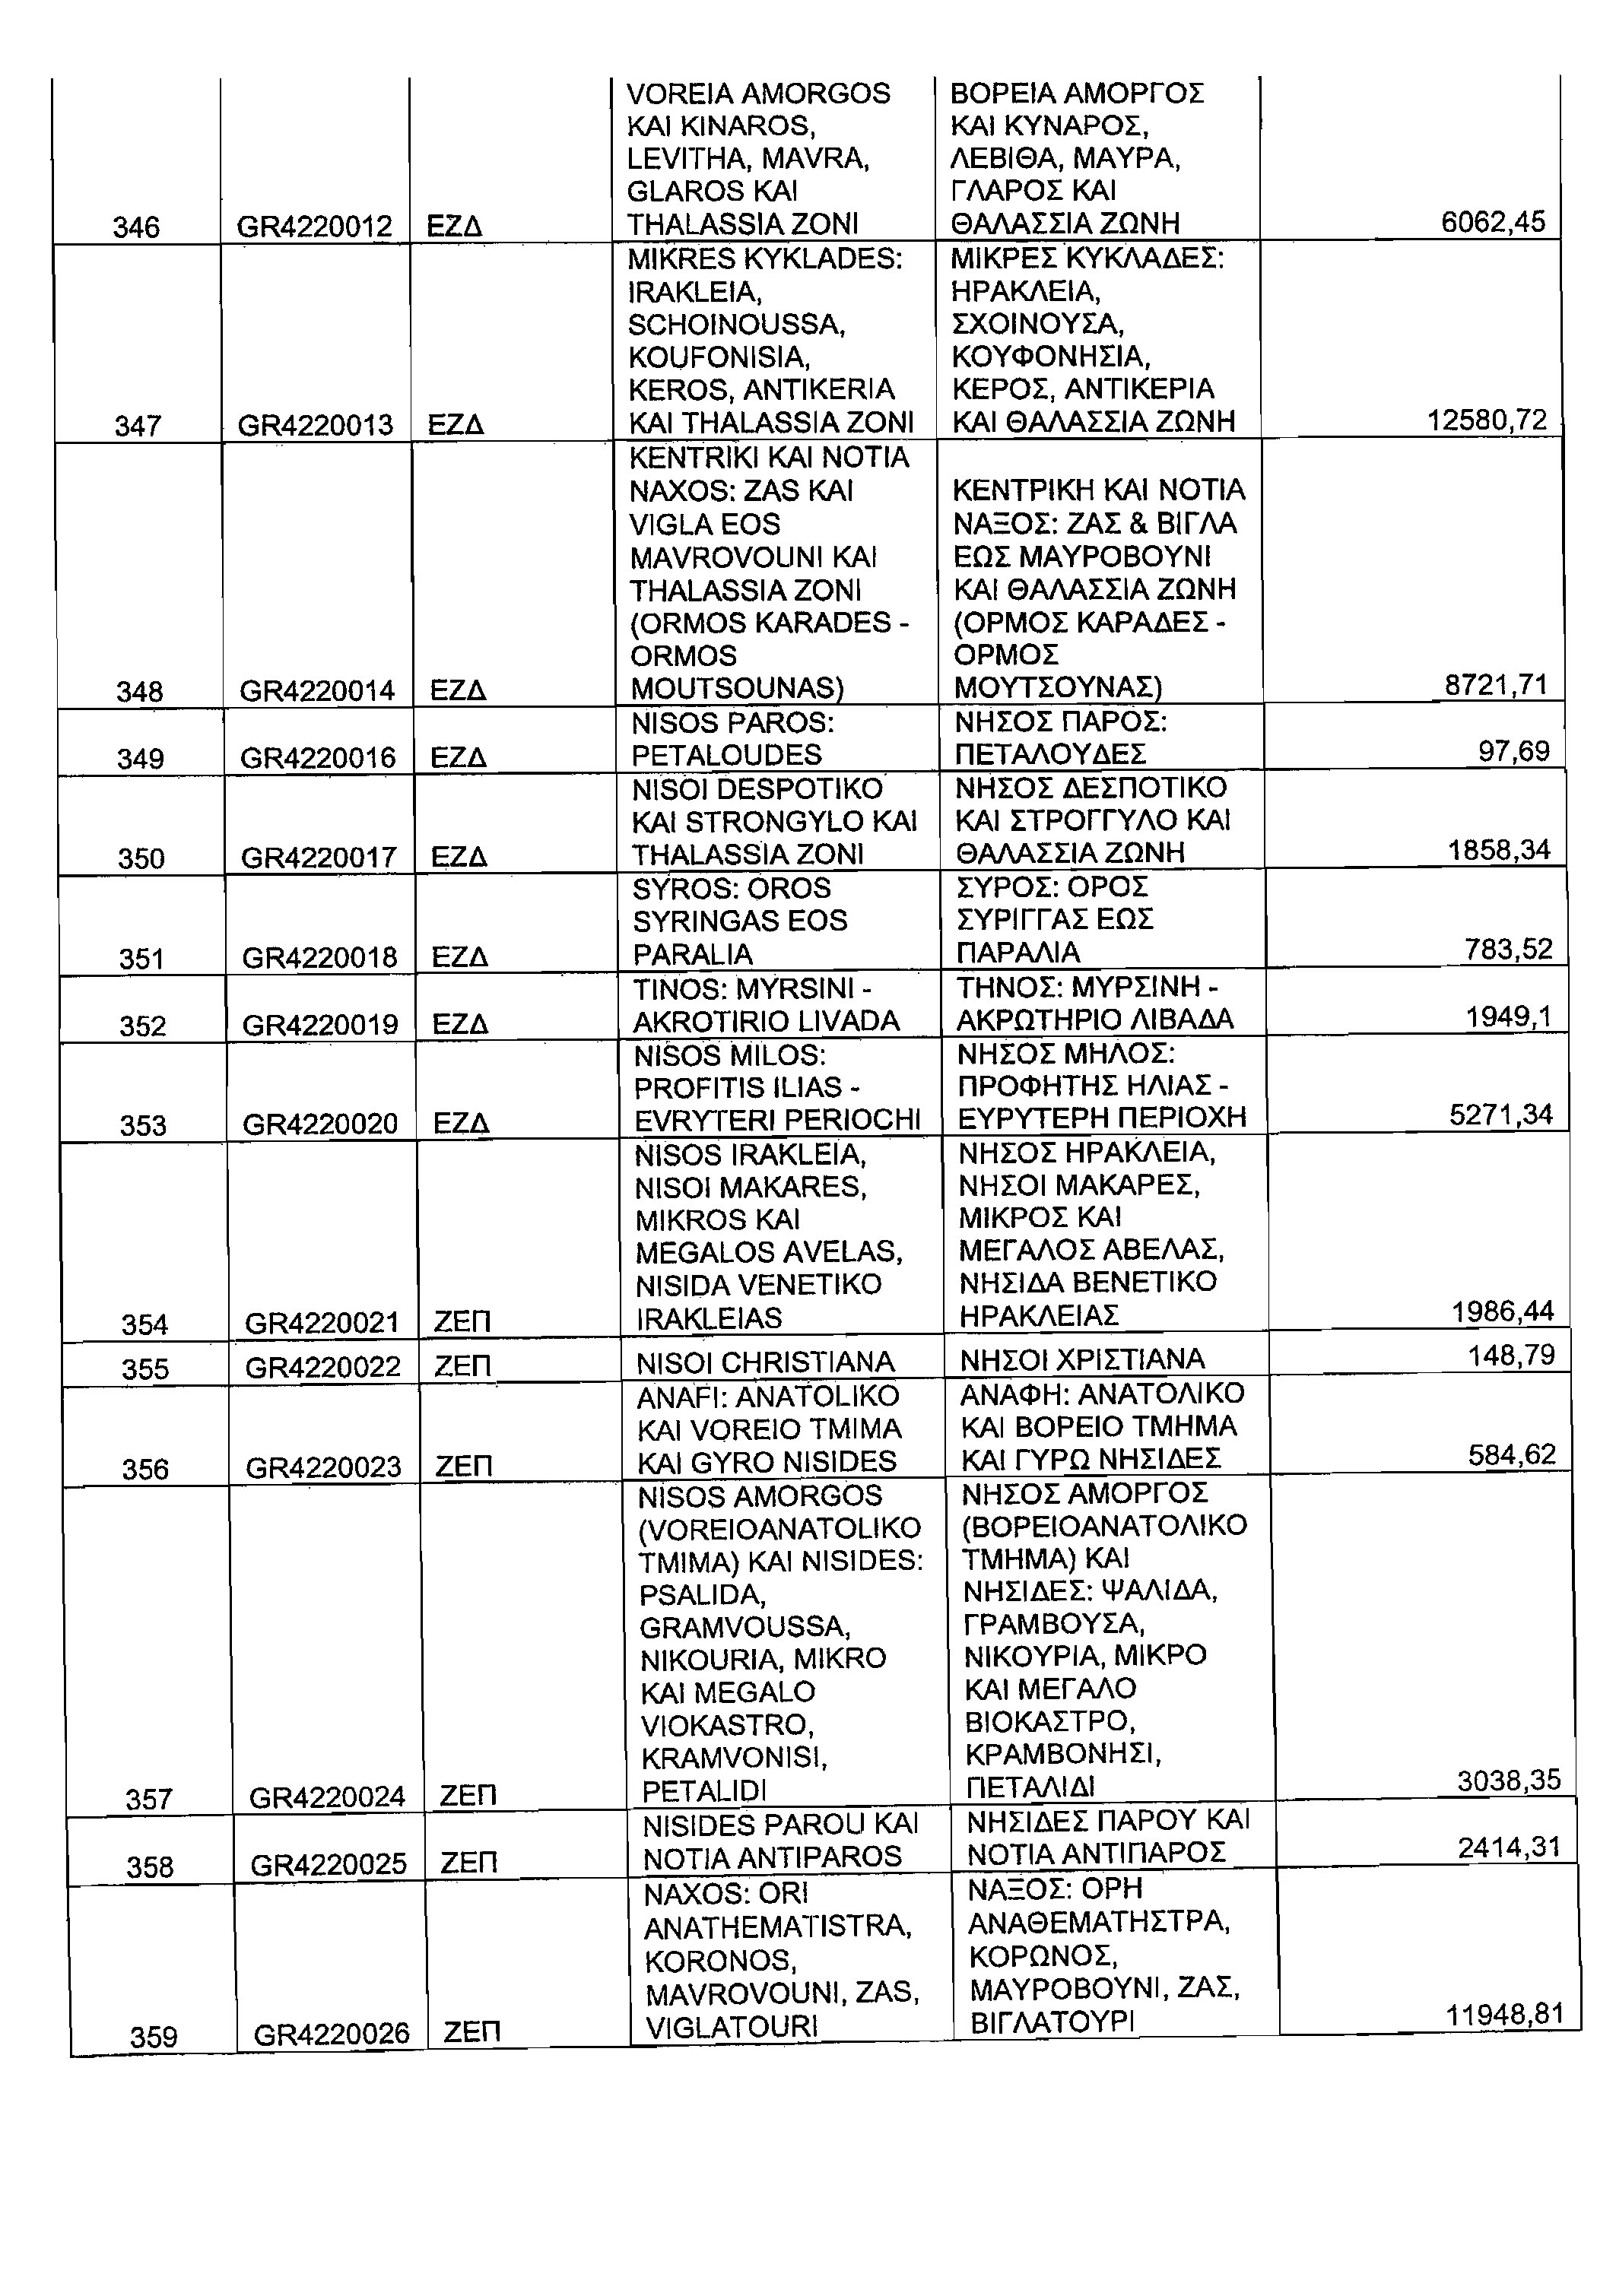 VOREIA AMORGOS ΒΟΡΕΙΑ ΑΜΟΡΓΟΣ
KAI KINAROS, ΚΑΙ ΚΥΝΑΡΟΣ,
LEVITHA, MAVRA, ΛΕΒΙΘΑ, ΜΑΥΡΑ,
GLAROS KAI ΓΛΑΡΟΣ ΚΑΙ
346 GR4220012 ΕΖΔ THALASSIA ZONI ΘΑΛΑΣΣΙΑ ΖΩΝΗ 6062,45
MIKRES KYKLADES: ΜΙΚΡΕΣ ΚΥΚΛΑΔΕΣ:
IRAKLEIA, ΗΡΑΚΛΕΙΑ,
SCHOINOUSSA, ΣΧΟΙΝΟΥΣΑ,
KOUFONISIA, ΚΟΥΦΟΝΗΣΙΑ,
KEROS, ANTIKERIA ΚΕΡΟΣ, ΑΝΤΙΚΕΡΙΑ
347 GR4220013 ΕΖΔ KAI THALASSIA ZONI ΚΑΙ ΘΑΛΑΣΣΙΑ ΖΩΝΗ 12580,72
KENTRIKI KAI NOTIA
NAXOS: ZAS KAI ΚΕΝΤΡΙΚΗ ΚΑΙ ΝΟΤΙΑ
VIGLA EOS ΝΑΞΟΣ: ΖΑΣ & ΒΙΓΛΑ
MAVROVOUNI KAI ΕΩΣ ΜΑΥΡΟΒΟΥΝΙ
THALASSIA ZONI ΚΑΙ ΘΑΛΑΣΣΙΑ ΖΩΝΗ
(ORMOS KARADES - (ΟΡΜΟΣ ΚΑΡΑΔΕΣ -
ORMOS ΟΡΜΟΣ
348 GR4220014 ΕΖΔ MOUTSOUNAS) ΜΟΥΤΣΟΥΝΑΣ) 8721,71
NISOS PAROS: ΝΗΣΟΣ ΠΑΡΟΣ:
349 GR4220016 ΕΖΔ PETALOUDES ΠΕΤΑΛΟΥΔΕΣ 97,69
NISOI DESPOTIKO ΝΗΣΟΣ ΔΕΣΠΟΤΙΚΟ
KAI STRONGYLO KAI ΚΑΙ ΣΤΡΟΓΓΥΛΟ ΚΑΙ
350 GR4220017 ΕΖΔ THALASSIA ZONI ΘΑΛΑΣΣΙΑ ΖΩΝΗ 1858,34
SYROS: OROS ΣΥΡΟΣ: ΟΡΟΣ
SYRINGAS EOS ΣΥΡΙΓΓΑΣ ΕΩΣ
351 GR4220018 ΕΖΔ PARALIA ΠΑΡΑΛΙΑ 783,52
TINOS: MYRSINI - ΤΗΝΟΣ: ΜΥΡΣΙΝΗ -
352 GR4220019 ΕΖΔ AKROTIRIO LIVADA ΑΚΡΩΤΗΡΙΟ ΛΙΒΑΔΑ 1949,1
NISOS MILOS: ΝΗΣΟΣ ΜΗΛΟΣ:
PROFITIS ILIAS - ΠΡΟΦΗΤΗΣ ΗΛΙΑΣ -
353 GR4220020 ΕΖΔ EVRYTERI PERIOCHI ΕΥΡΥΤΕΡΗ ΠΕΡΙΟΧΗ 5271,34
NISOS IRAKLEIA, ΝΗΣΟΣ ΗΡΑΚΛΕΙΑ,
NISOI MAKARES, ΝΗΣΟΙ ΜΑΚΑΡΕΣ,
MIKROS KAI ΜΙΚΡΟΣ ΚΑΙ
MEGALOS AVELAS, ΜΕΓΑΛΟΣ ΑΒΕΛΑΣ,
NISIDA VENETIKO ΝΗΣΙΔΑ ΒΕΝΕΤΙΚΟ
354 GR4220021 ΖΕΠ IRAKLEIAS ΗΡΑΚΛΕΙΑΣ 1986,44
355 GR4220022 ΖΕΠ NISOI CHRISTIANA ΝΗΣΟΙ ΧΡΙΣΤΙΑΝΑ 148,79
ANAFI: ANATOLIKO ΑΝΑΦΗ: ΑΝΑΤΟΛΙΚΟ
KAI VOREIO TMIMA ΚΑΙ ΒΟΡΕΙΟ ΤΜΗΜΑ
356 GR4220023 ΖΕΠ KAI GYRO NISIDES ΚΑΙ ΓΥΡΩ ΝΗΣΙΔΕΣ 584,62
NISOS AMORGOS ΝΗΣΟΣ ΑΜΟΡΓΟΣ
(VOREIOANATOLIKO (ΒΟΡΕΙΟΑΝΑΤΟΛΙΚΟ
TMIMA) KAI NISIDES: ΤΜΗΜΑ) ΚΑΙ
PSALIDA, ΝΗΣΙΔΕΣ: ΨΑΛΙΔΑ,
GRAMVOUSSA, ΓΡΑΜΒΟΥΣΑ,
NIKOURIA, MIKRO ΝΙΚΟΥΡΙΑ, ΜΙΚΡΟ
KAI MEGALO ΚΑΙ ΜΕΓΑΛΟ
VIOKASTRO, ΒΙΟΚΑΣΤΡΟ,
KRAMVONISI, ΚΡΑΜΒΟΝΗΣΙ,
357 GR4220024 ΖΕΠ PETALIDI ΠΕΤΑΛΙΔΙ 3038,35
NISIDES PAROU KAI ΝΗΣΙΔΕΣ ΠΑΡΟΥ ΚΑΙ
358 GR4220025 ΖΕΠ NOTIA ANTIPAROS ΝΟΤΙΑ ΑΝΤΙΠΑΡΟΣ 2414,31
NAXOS: ORI ΝΑΞΟΣ: ΟΡΗ
ANATHEMATISTRA, ΑΝΑΘΕΜΑΤΗΣΤΡΑ,
KORONOS, ΚΟΡΩΝΟΣ,
MAVROVOUNI, ZAS, ΜΑΥΡΟΒΟΥΝΙ, ΖΑΣ,
359 GR4220026 ΖΕΠ VIGLATOURI ΒΙΓΛΑΤΟΥΡΙ 11948,81